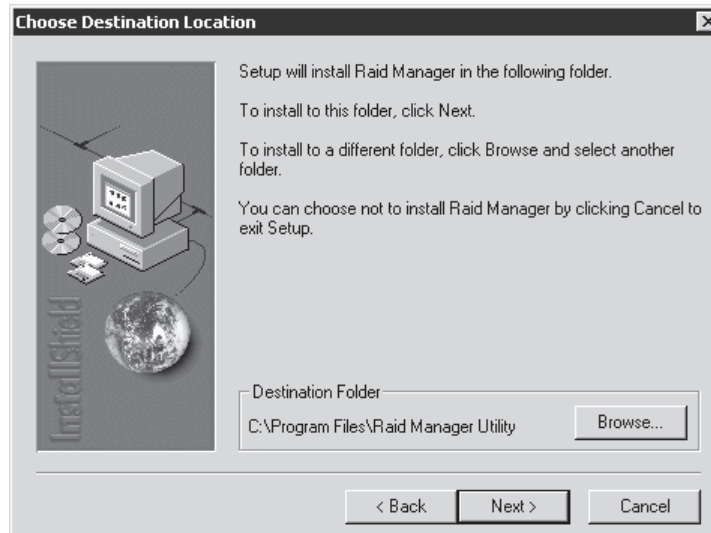 Choose Destination Location
Setup will install Raid Manager in the following folder.
To install to this folder, click Next.
To install to a different folder, click Browse and select another
folder.
You can choose not to install Raid Manager by clicking Cancel to
exit Setup.
InstallShield
Destination Folder
C:\Program Files\Raid Manager Utility
Browse...
< Back
Next >
Cancel